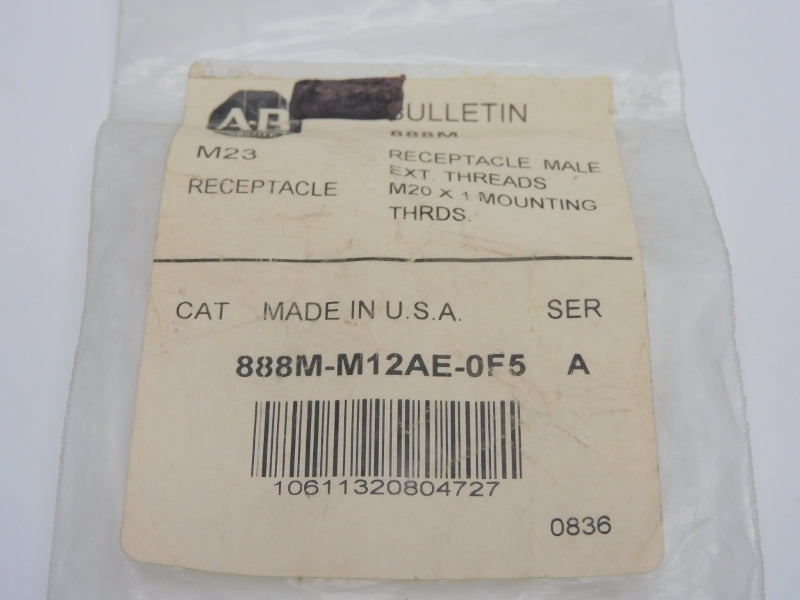 A-B
BULLETIN
888M
M23
RECEPTACLE
RECEPTACLE MALE
EXT. THREADS
M20 X 1 MOUNTING
THRDS.
CAT MADE IN U.S.A. SER
888M-M12AE-0F5 A
10611320804727
0836